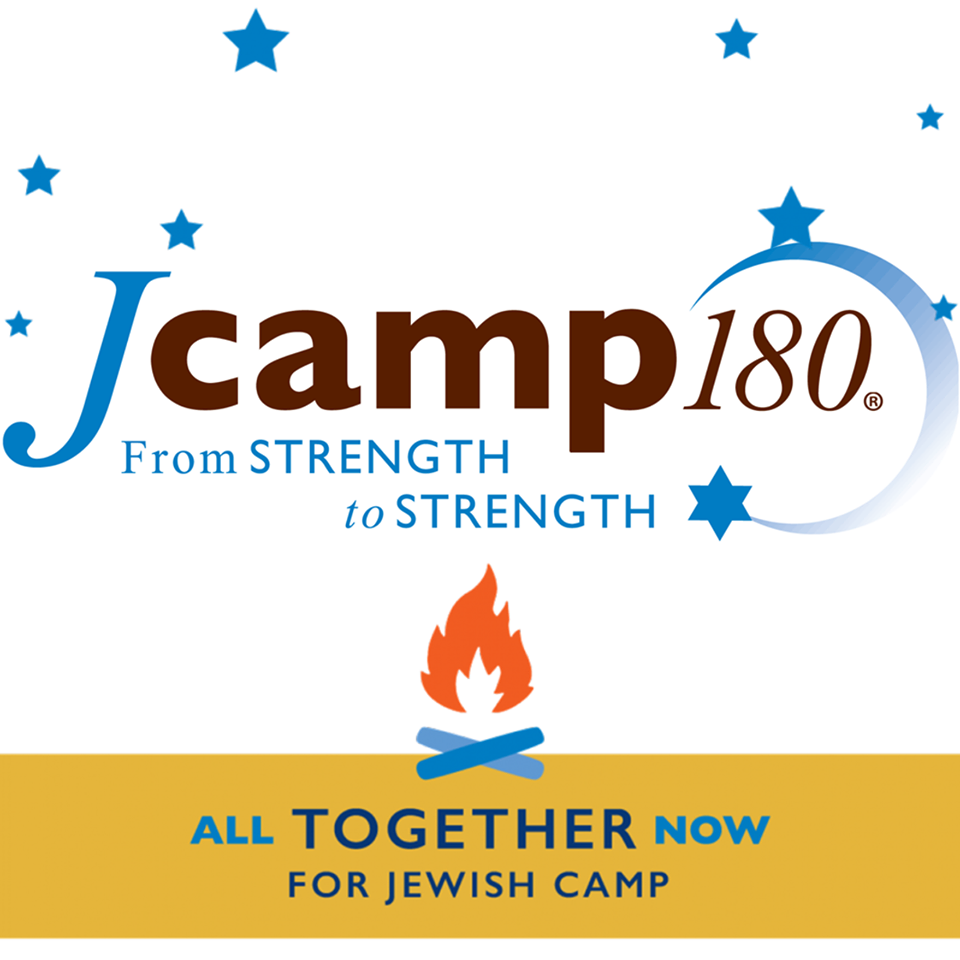 Jcamp180®
From STRENGTH
to STRENGTH
ALL TOGETHER NOW
FOR JEWISH CAMP